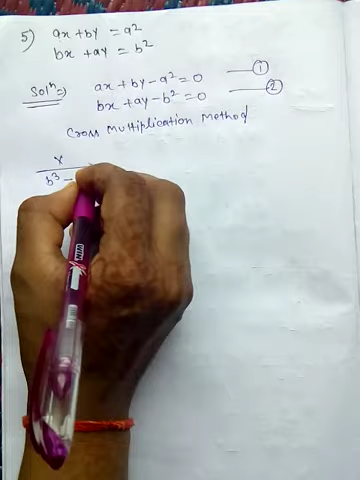 5) ax + by = a²
bx + ay = b²
Solⁿ ⇒ ax + by - a² = 0 —— ①
bx + ay - b² = 0 —— ②
Cross Multiplication Method
x
b³ -